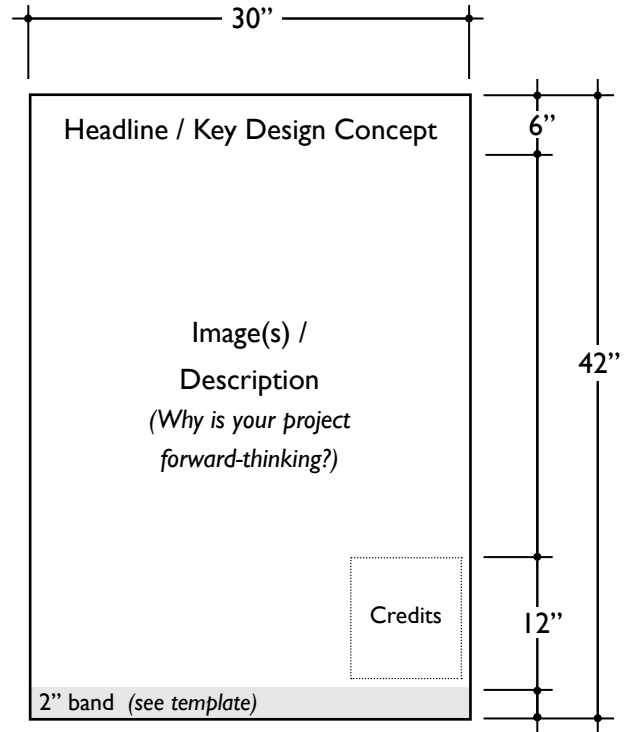 30”
Headline / Key Design Concept
6”
Image(s) /
Description
(Why is your project
forward-thinking?)
42”
Credits
12”
2” band (see template)